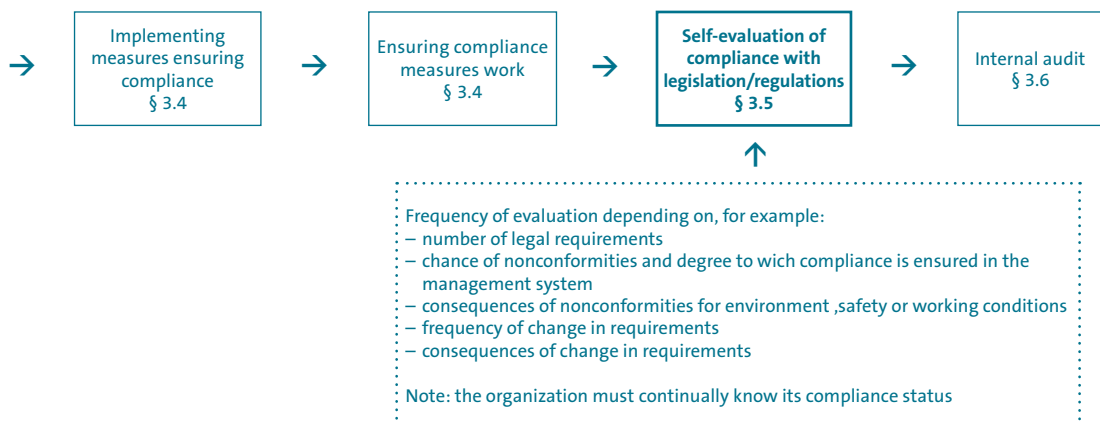 Implementing
measures ensuring
compliance
§ 3.4
Ensuring compliance
measures work
§ 3.4
Self-evaluation of
compliance with
legislation/regulations
§ 3.5
Internal audit
§ 3.6
Frequency of evaluation depending on, for example:
– number of legal requirements
– chance of nonconformities and degree to wich compliance is ensured in the
management system
– consequences of nonconformities for environment ,safety or working conditions
– frequency of change in requirements
– consequences of change in requirements
Note: the organization must continually know its compliance status